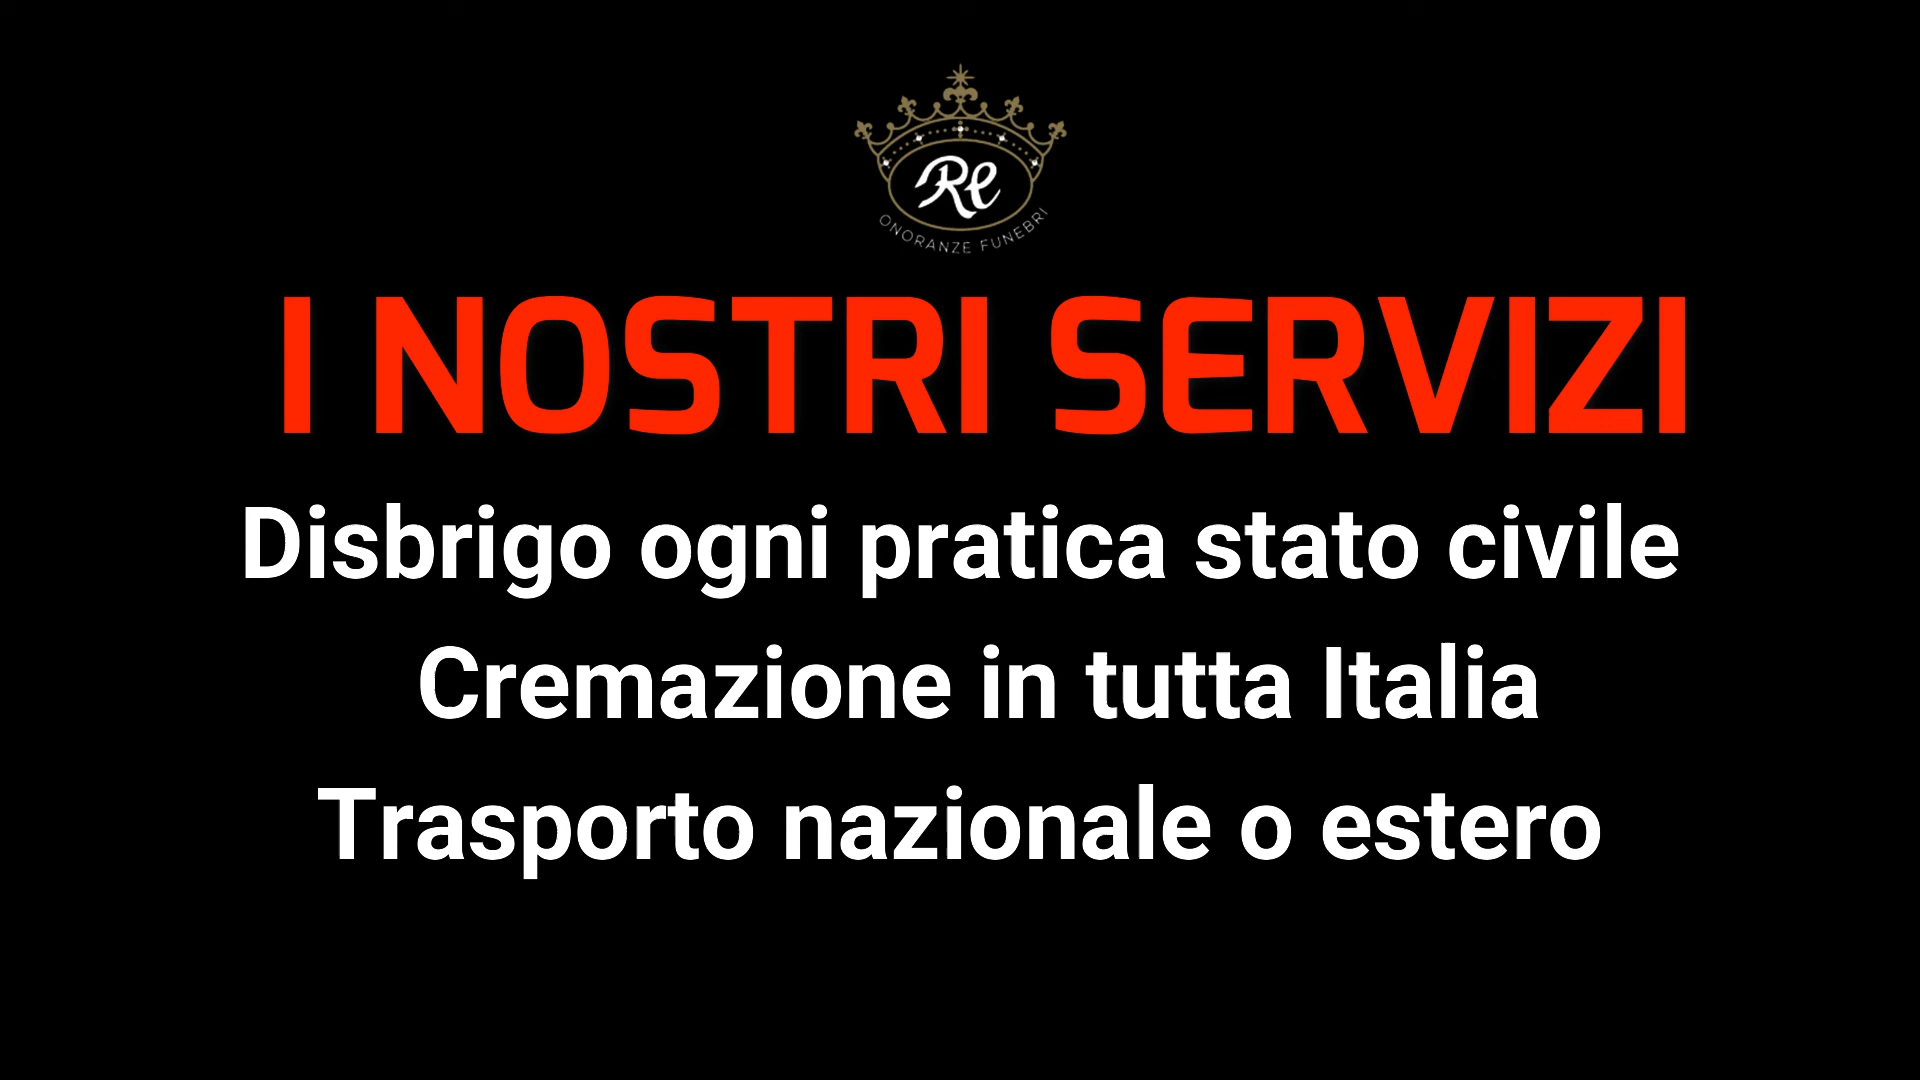 Re
ONORANZE FUNEBRI
I NOSTRI SERVIZI
Disbrigo ogni pratica stato civile
Cremazione in tutta Italia
Trasporto nazionale o estero